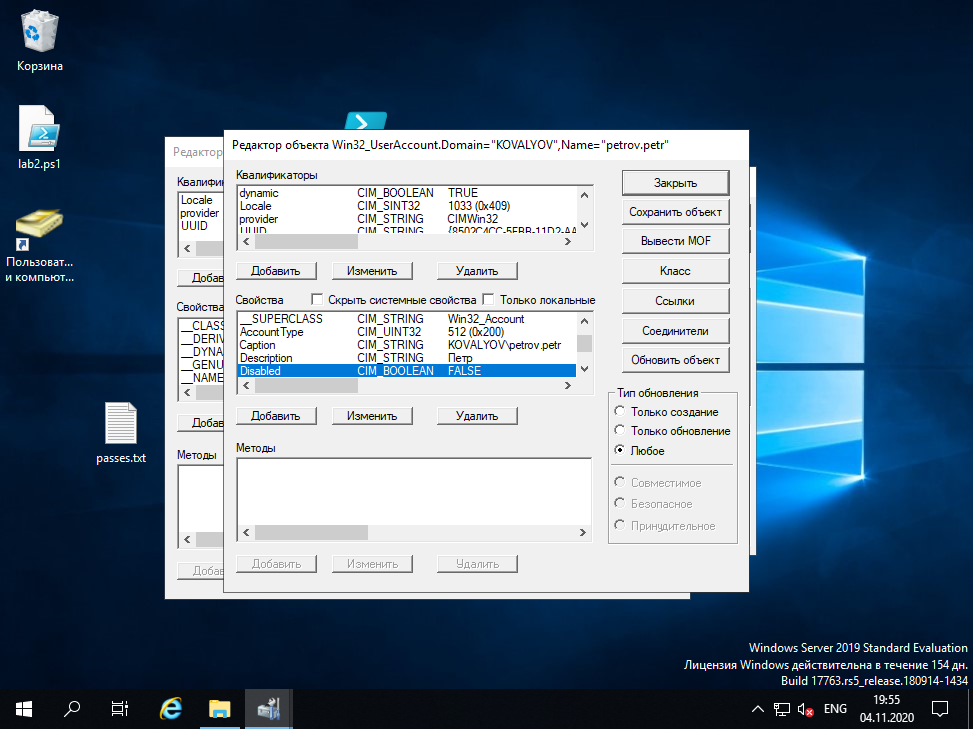 Корзина
lab2.ps1
Пользоват...
и компьют...
passes.txt
Редактор
Квалифи
Locale
provider
UUID
Добав
Свойства
__CLASS
__DERIV
__DYNA
__GENU
__NAME
Добав
Методы
Добав
Редактор объекта Win32_UserAccount.Domain="KOVALYOV",Name="petrov.petr"
Квалификаторы
dynamic CIM_BOOLEAN TRUE
Locale CIM_SINT32 1033 (0x409)
provider CIM_STRING CIMWin32
UUID CIM_STRING {8502C4CC-5FBB-11D2-AA
Добавить Изменить Удалить
Свойства Скрыть системные свойства Только локальные
__SUPERCLASS CIM_STRING Win32_Account
AccountType CIM_UINT32 512 (0x200)
Caption CIM_STRING KOVALYOV\petrov.petr
Description CIM_STRING Петр
Disabled CIM_BOOLEAN FALSE
Добавить Изменить Удалить
Методы
Добавить Изменить Удалить
Закрыть
Сохранить объект
Вывести MOF
Класс
Ссылки
Соединители
Обновить объект
Тип обновления
Только создание
Только обновление
Любое
Совместимое
Безопасное
Принудительное
Windows Server 2019 Standard Evaluation
Лицензия Windows действительна в течение 154 дн.
Build 17763.rs5_release.180914-1434
ENG
19:55
04.11.2020